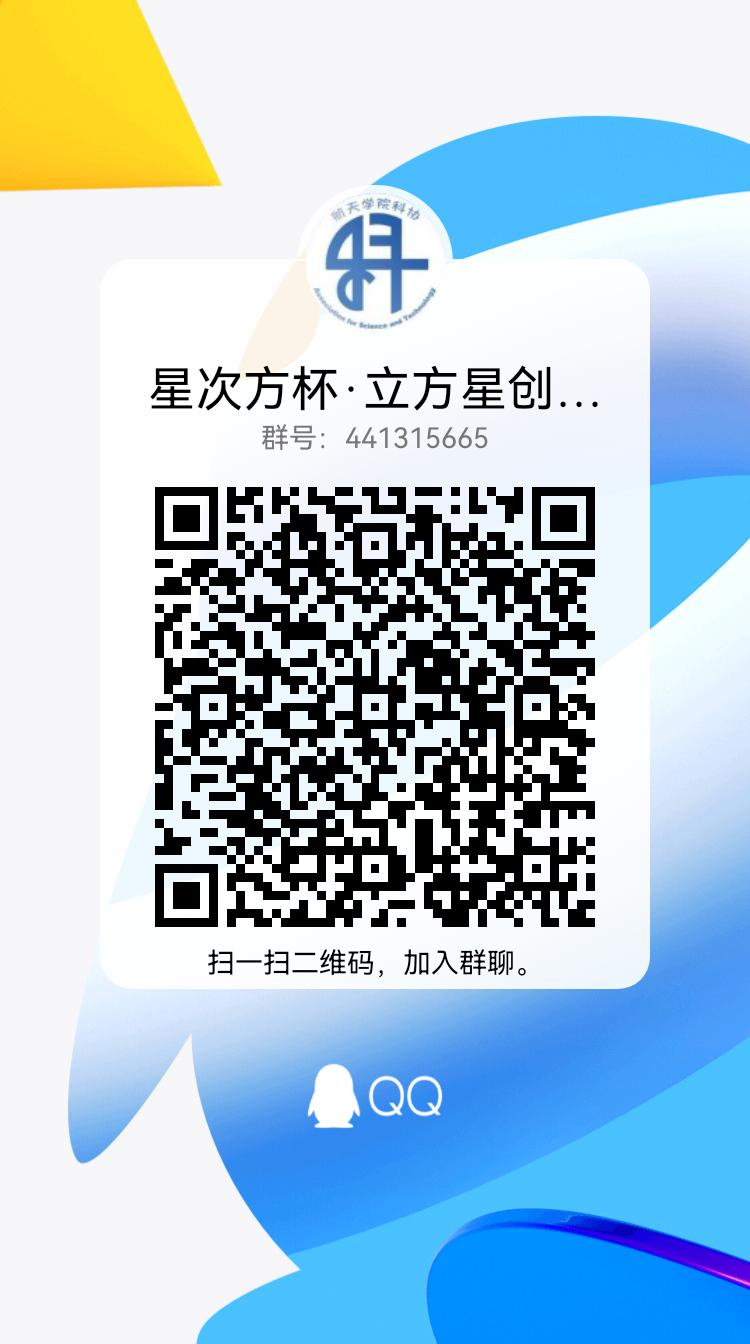 航天学院科协
Association for Science and Technology
星次方杯·立方星创...
群号：441315665
扫一扫二维码，加入群聊。
QQ